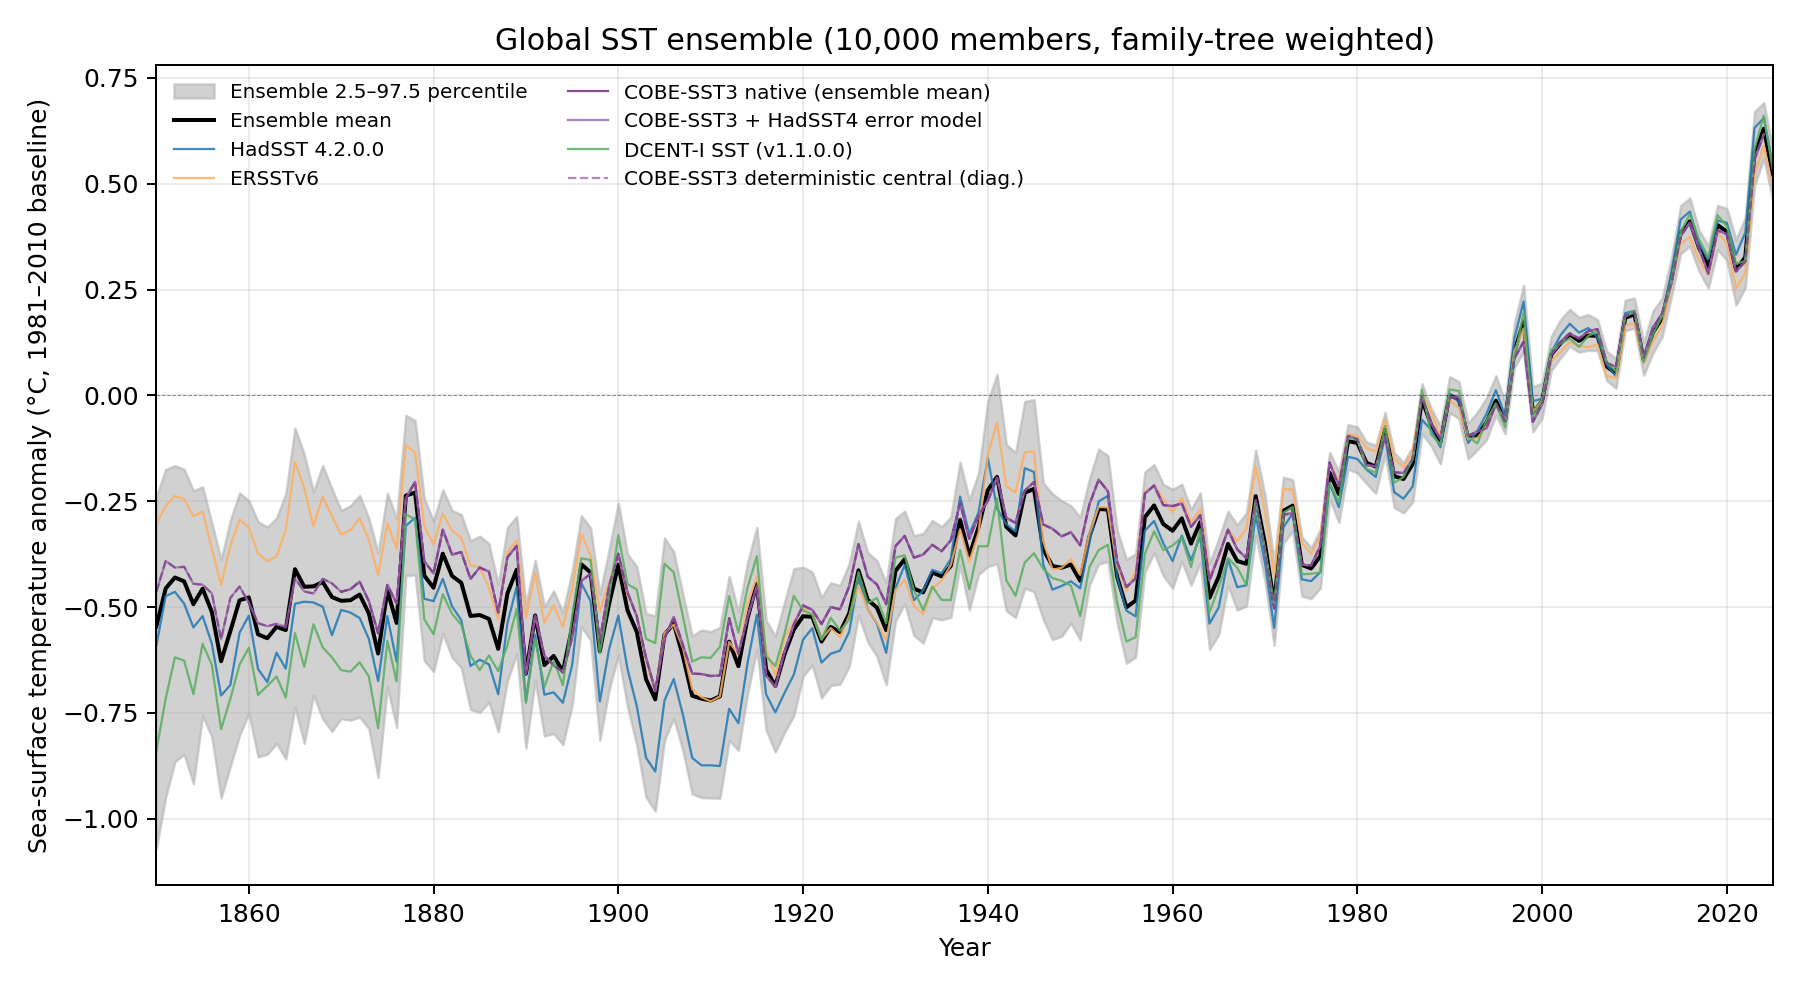 Global SST ensemble (10,000 members, family-tree weighted)
Ensemble 2.5–97.5 percentile
Ensemble mean
HadSST 4.2.0.0
ERSSTv6
COBE-SST3 native (ensemble mean)
COBE-SST3 + HadSST4 error model
DCENT-I SST (v1.1.0.0)
COBE-SST3 deterministic central (diag.)
Sea-surface temperature anomaly (°C, 1981–2010 baseline)
0.75
0.50
0.25
0.00
−0.25
−0.50
−0.75
−1.00
1860 1880 1900 1920 1940 1960 1980 2000 2020
Year